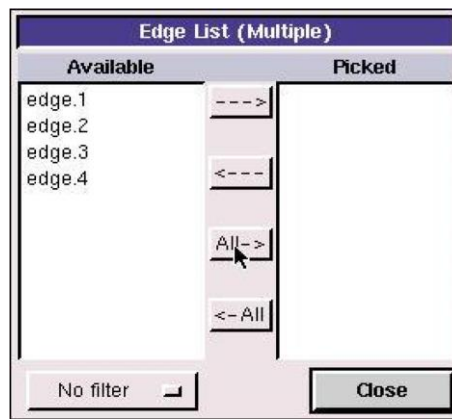 Edge List (Multiple)
Available
Picked
edge.1
edge.2
edge.3
edge.4
--->
<---
All->
<-All
No filter
Close